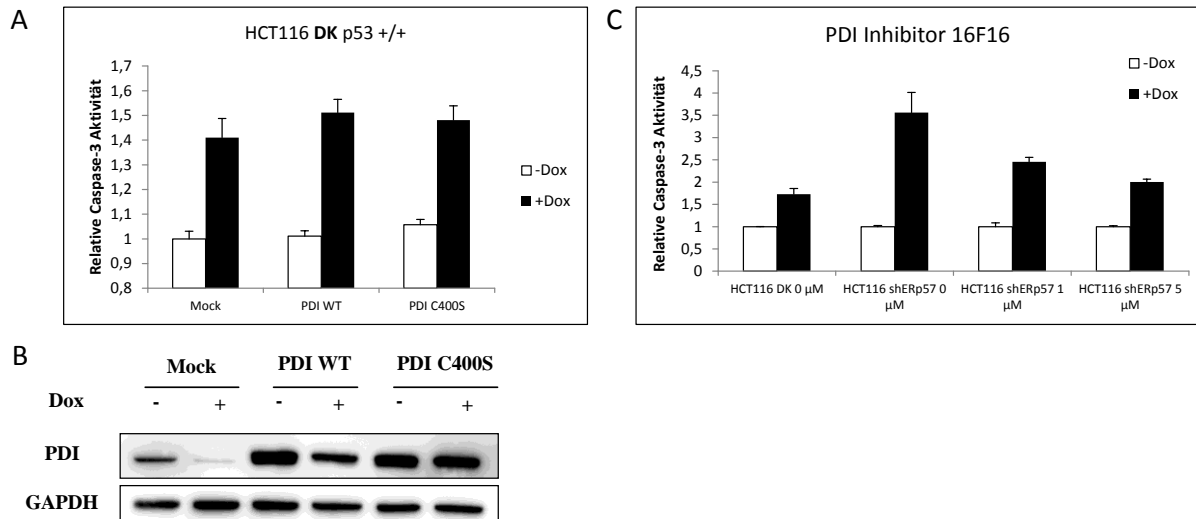 A
HCT116 DK p53 +/+
Relative Caspase-3 Aktivität
1,7
1,6
1,5
1,4
1,3
1,2
1,1
1
0,9
0,8
Mock
PDI WT
PDI C400S
-Dox
+Dox
C
PDI Inhibitor 16F16
Relative Caspase-3 Aktivität
4,5
4
3,5
3
2,5
2
1,5
1
0,5
0
HCT116 DK 0 µM
HCT116 shERp57 0
µM
HCT116 shERp57 1
µM
HCT116 shERp57 5
µM
-Dox
+Dox
B
Mock
PDI WT
PDI C400S
Dox
- + - + - +
PDI
GAPDH